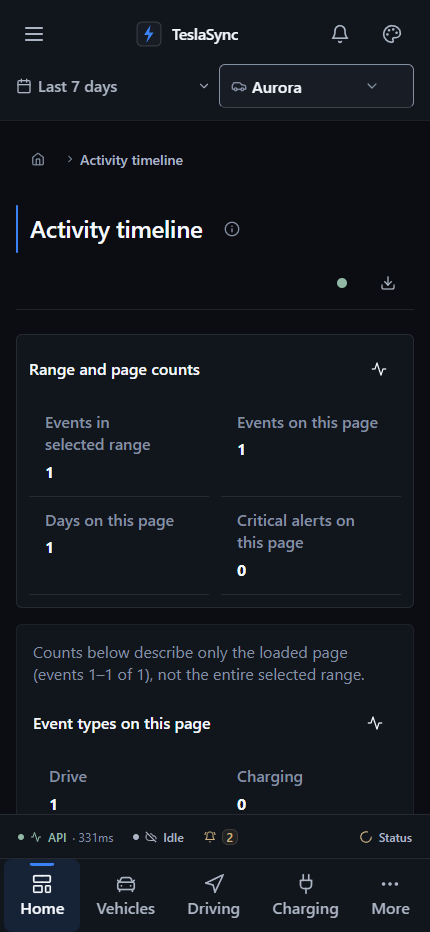 TeslaSync
Last 7 days
Aurora
Activity timeline
Activity timeline
Range and page counts
Events in
selected range
1
Events on this page
1
Days on this page
1
Critical alerts on
this page
0
Counts below describe only the loaded page
(events 1–1 of 1), not the entire selected range.
Event types on this page
Drive
1
Charging
0
API · 331ms
Idle
2
Status
Home
Vehicles
Driving
Charging
More